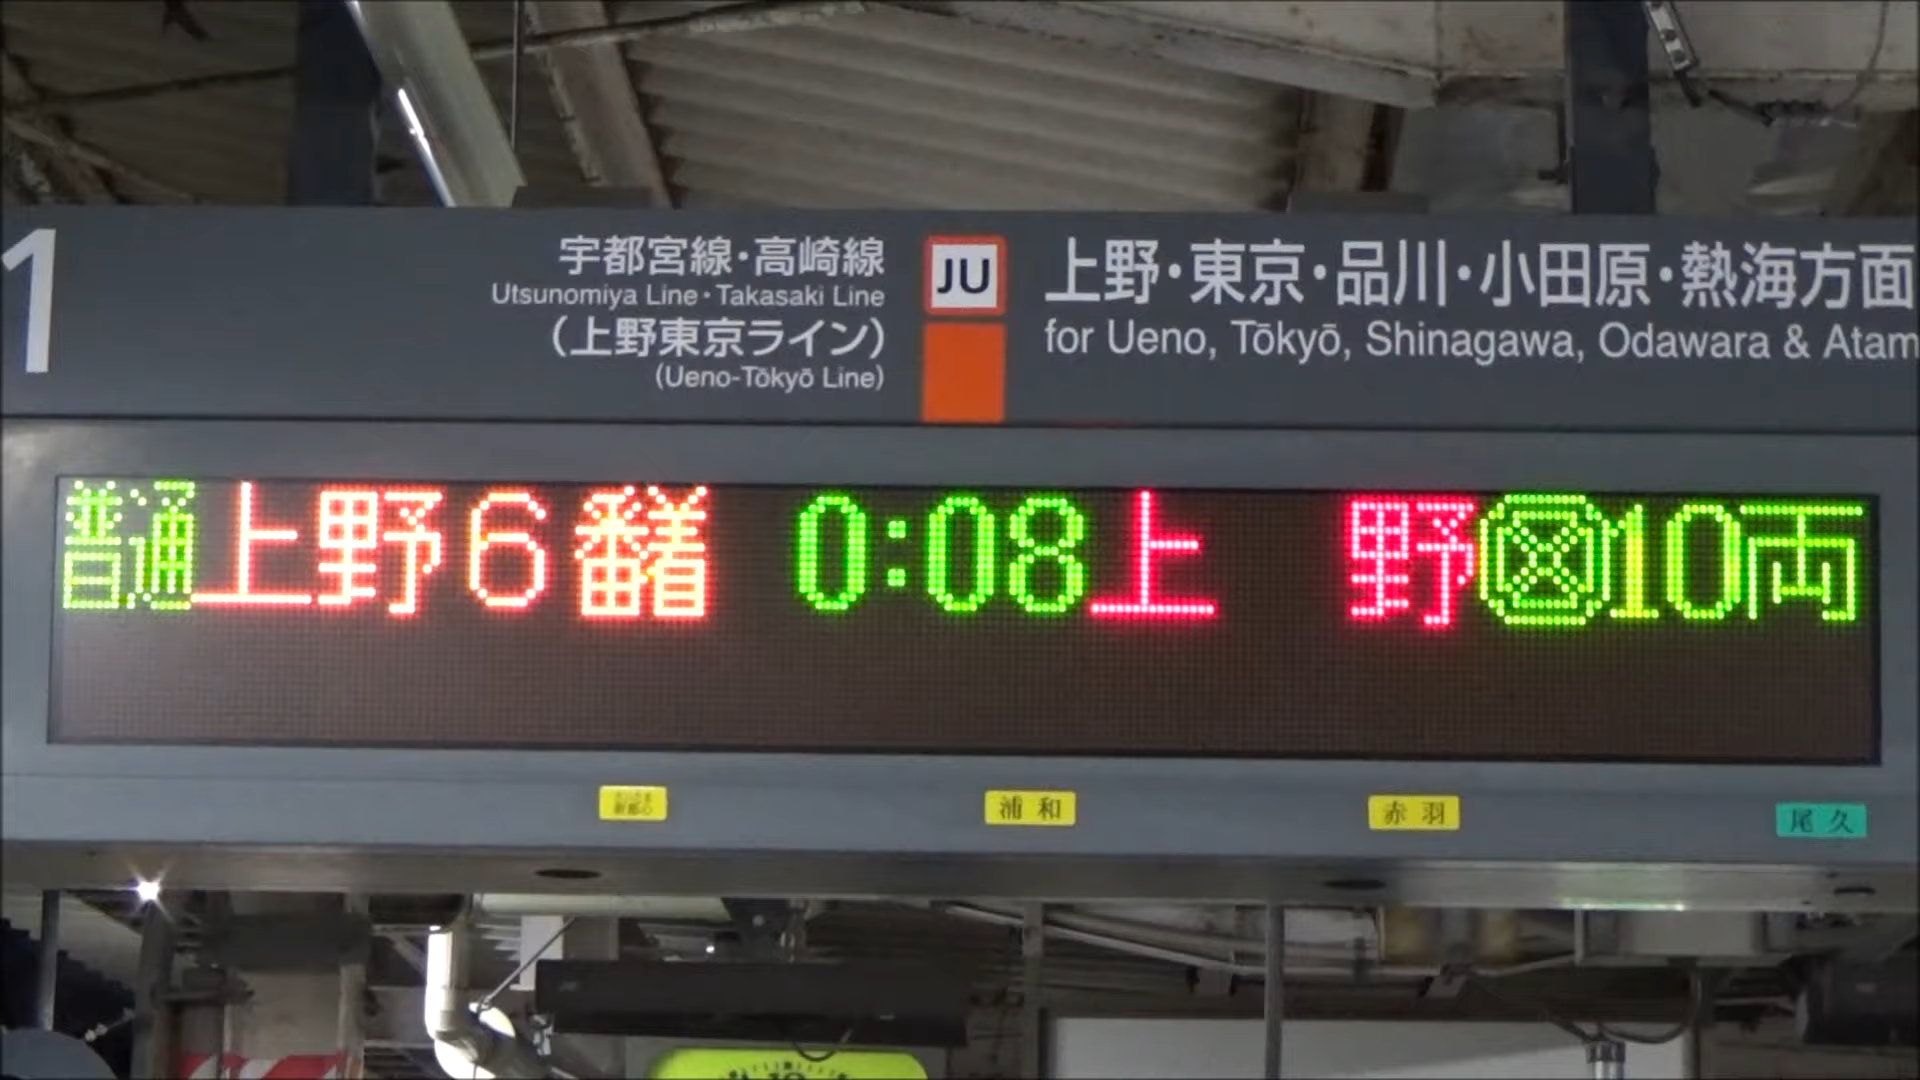 1
宇都宮線・高崎線
Utsunomiya Line・Takasaki Line
(上野東京ライン)
(Ueno-Tōkyō Line)
JU
上野・東京・品川・小田原・熱海方面
for Ueno, Tōkyō, Shinagawa, Odawara & Atam
普通 上野6番着 0:08 上 野 10両
浦和
赤羽
尾久